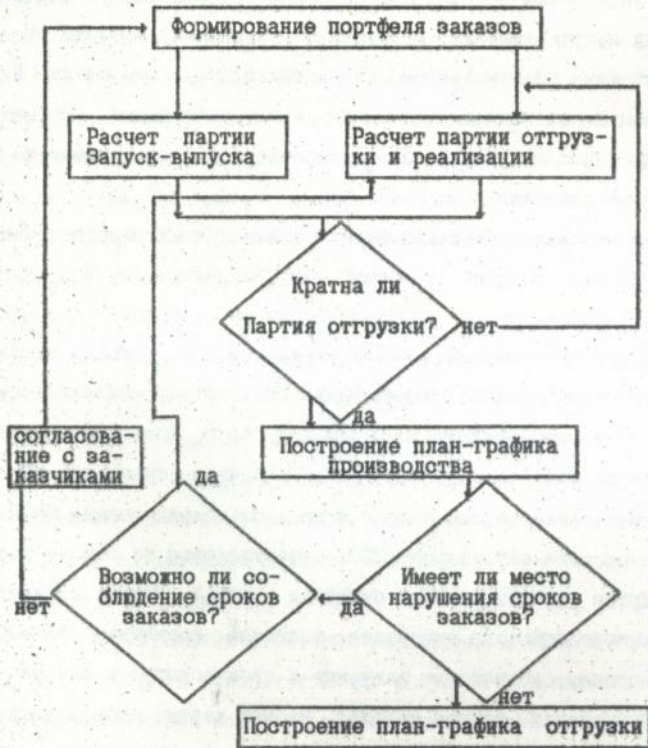 Формирование портфеля заказов
Расчет партии
Запуск-выпуска
Расчет партии отгруз-
ки и реализации
Кратна ли
Партия отгрузки?
нет
да
согласова-
ние с за-
казчиками
Построение план-графика
производства
да
Возможно ли со-
блюдение сроков
заказов?
нет
да
Имеет ли место
нарушение сроков
заказов?
нет
Построение план-графика отгрузки